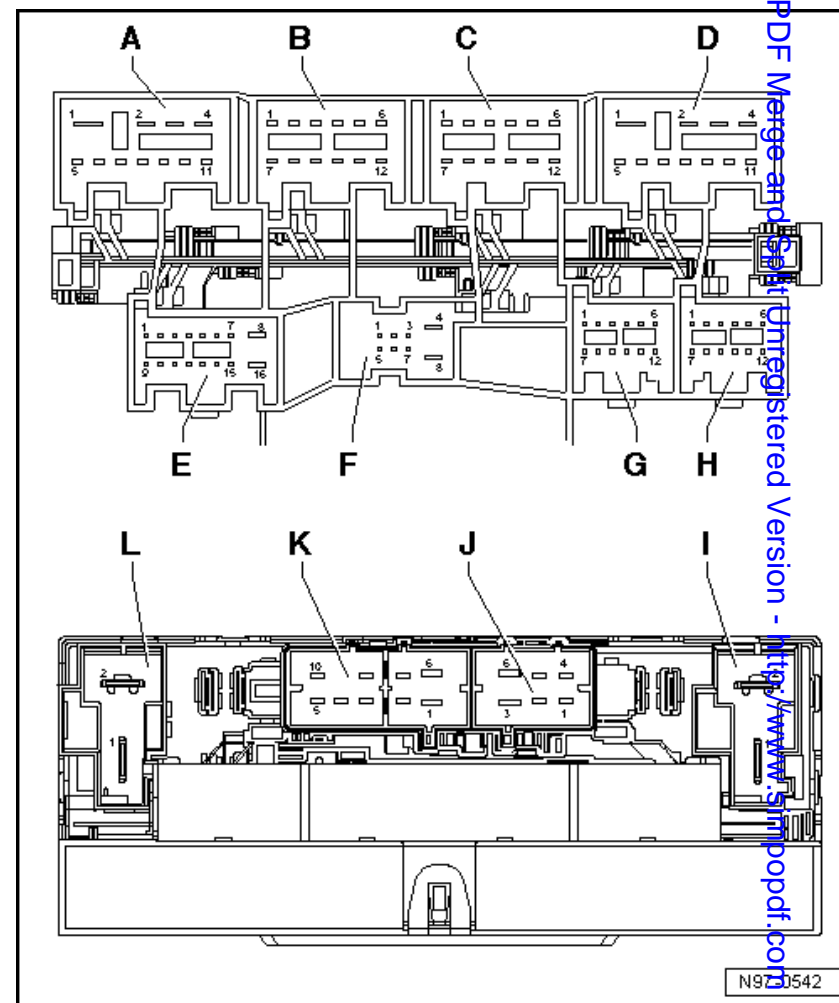 A B C D
1 2 4 1 6 1 6 1 2 4
5 11 7 12 7 12 5 11
1 7 8 1 3 4 1 6 1 6
9 15 16 5 7 8 7 12 7 12
E F G H
L K J I
2 10 6 6 4
1 5 1 3 1
N97-0542
PDF Merge and Split Unregistered Version - http://www.simpopdf.com